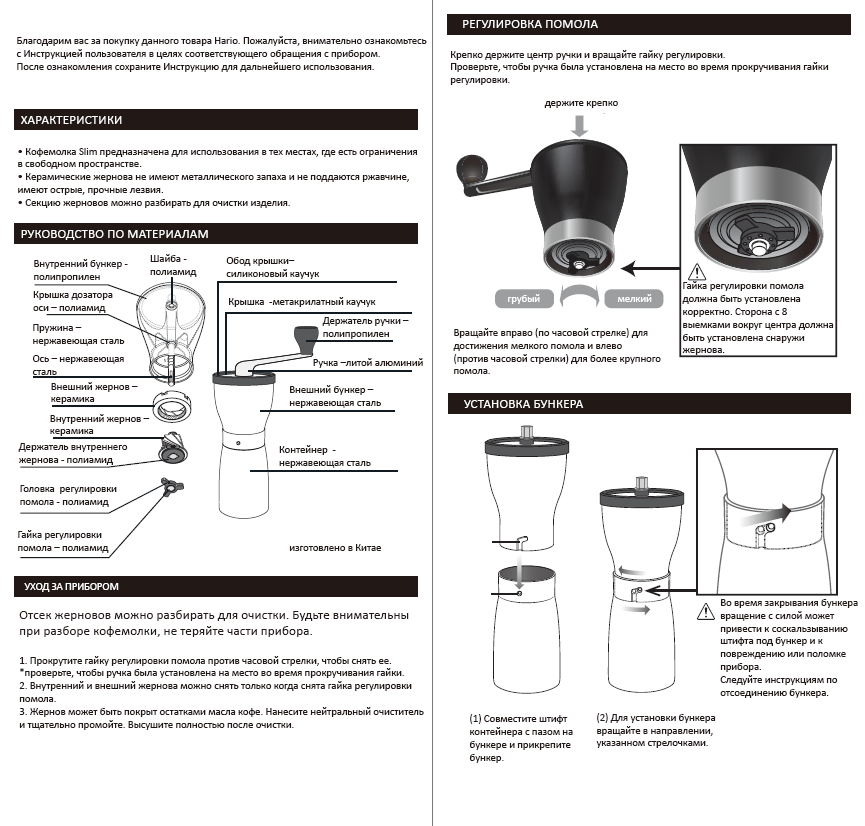 Благодарим вас за покупку данного товара Hario. Пожалуйста, внимательно ознакомьтесь
с Инструкцией пользователя в целях соответствующего обращения с прибором.
После ознакомления сохраните Инструкцию для дальнейшего использования.
ХАРАКТЕРИСТИКИ
• Кофемолка Slim предназначена для использования в тех местах, где есть ограничения
в свободном пространстве.
• Керамические жернова не имеют металлического запаха и не поддаются ржавчине,
имеют острые, прочные лезвия.
• Секцию жерновов можно разбирать для очистки изделия.
РУКОВОДСТВО ПО МАТЕРИАЛАМ
Внутренний бункер -
полипропилен
Шайба -
полиамид
Крышка дозатора
оси – полиамид
Пружина –
нержавеющая сталь
Ось – нержавеющая
сталь
Внешний жернов –
керамика
Внутренний жернов –
керамика
Держатель внутреннего
жернова - полиамид
Головка регулировки
помола - полиамид
Гайка регулировки
помола – полиамид
Обод крышки–
силиконовый каучук
Крышка -метакрилатный каучук
Держатель ручки –
полипропилен
Ручка –литой алюминий
Внешний бункер –
нержавеющая сталь
Контейнер -
нержавеющая сталь
изготовлено в Китае
УХОД ЗА ПРИБОРОМ
Отсек жерновов можно разбирать для очистки. Будьте внимательны
при разборе кофемолки, не теряйте части прибора.
1. Прокрутите гайку регулировки помола против часовой стрелки, чтобы снять ее.
*проверьте, чтобы ручка была установлена на место во время прокручивания гайки.
2. Внутренний и внешний жернова можно снять только когда снята гайка регулировки
помола.
3. Жернов может быть покрыт остатками масла кофе. Нанесите нейтральный очиститель
и тщательно промойте. Высушите полностью после очистки.
РЕГУЛИРОВКА ПОМОЛА
Крепко держите центр ручки и вращайте гайку регулировки.
Проверьте, чтобы ручка была установлена на место во время прокручивания гайки
регулировки.
держите крепко
грубый
мелкий
Гайка регулировки помола
должна быть установлена
корректно. Сторона с 8
выемками вокруг центра должна
быть установлена снаружи
жернова.
Вращайте вправо (по часовой стрелке) для
достижения мелкого помола и влево
(против часовой стрелки) для более крупного
помола.
УСТАНОВКА БУНКЕРА
Во время закрывания бункера
вращение с силой может
привести к соскальзыванию
штифта под бункер и к
повреждению или поломке
прибора.
Следуйте инструкциям по
отсоединению бункера.
(1) Совместите штифт
контейнера с пазом на
бункере и прикрепите
бункер.
(2) Для установки бункера
вращайте в направлении,
указанном стрелочками.